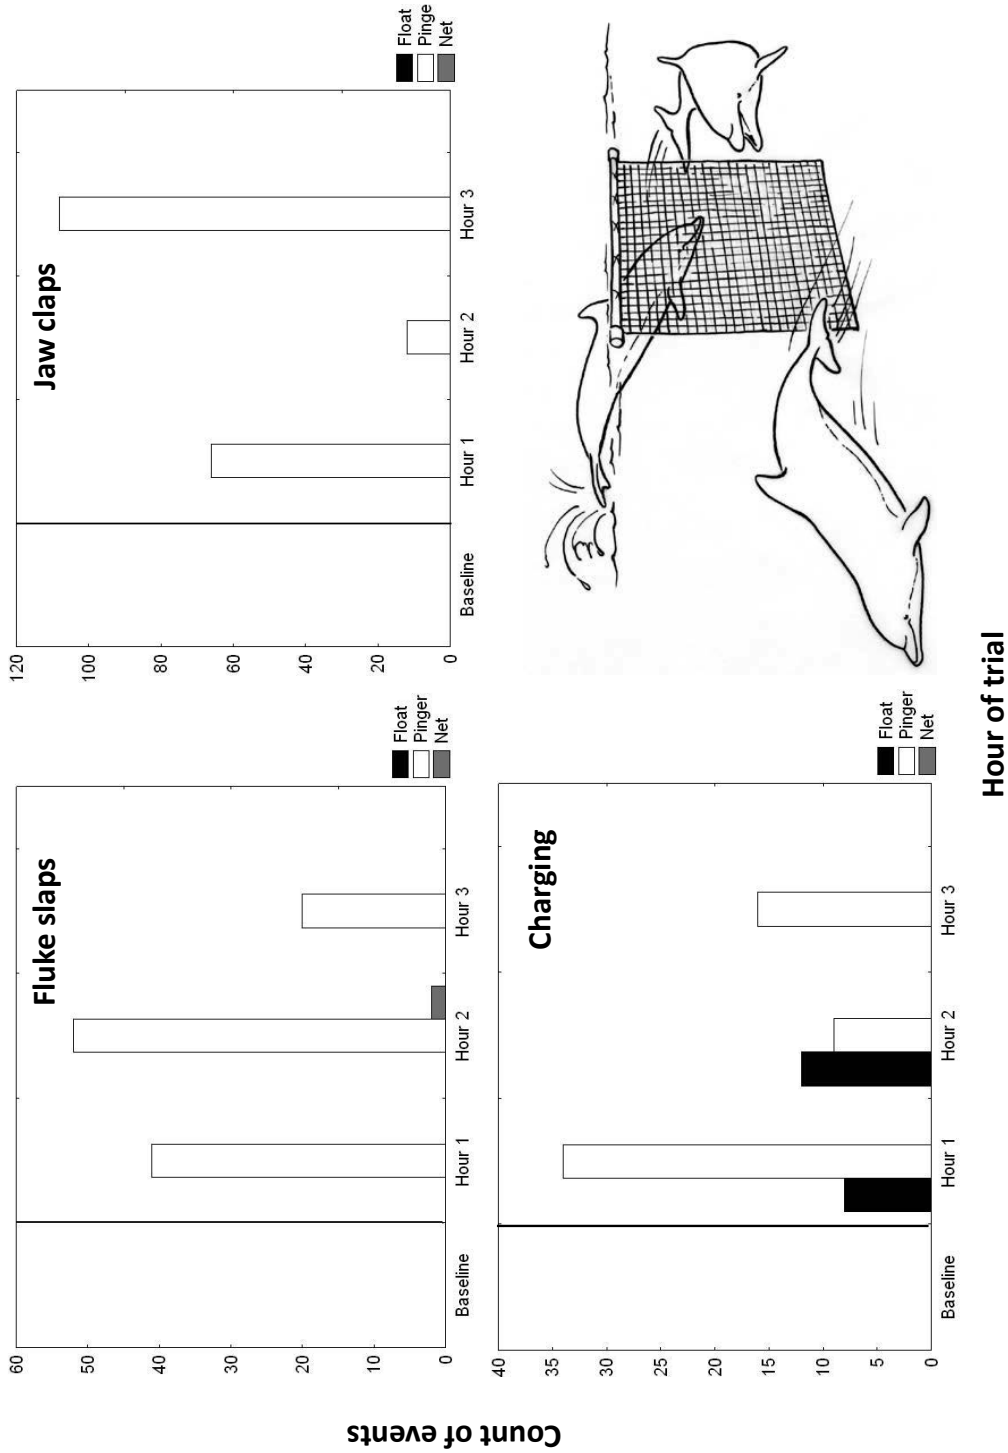 Count of events
Fluke slaps
60
50
40
30
20
10
0
Baseline
Hour 1
Hour 2
Hour 3
Float
Pinger
Net
Jaw claps
120
100
80
60
40
20
0
Baseline
Hour 1
Hour 2
Hour 3
Float
Pinge
Net
Charging
40
35
30
25
20
15
10
5
0
Baseline
Hour 1
Hour 2
Hour 3
Float
Pinger
Net
Hour of trial